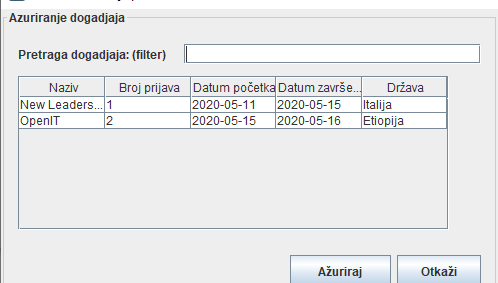 Azuriranje dogadjaja
Pretraga dogadjaja: (filter)
Naziv Broj prijava Datum početka Datum završe... Država
New Leaders... 1 2020-05-11 2020-05-15 Italija
OpenIT 2 2020-05-15 2020-05-16 Etiopija
Ažuriraj Otkaži